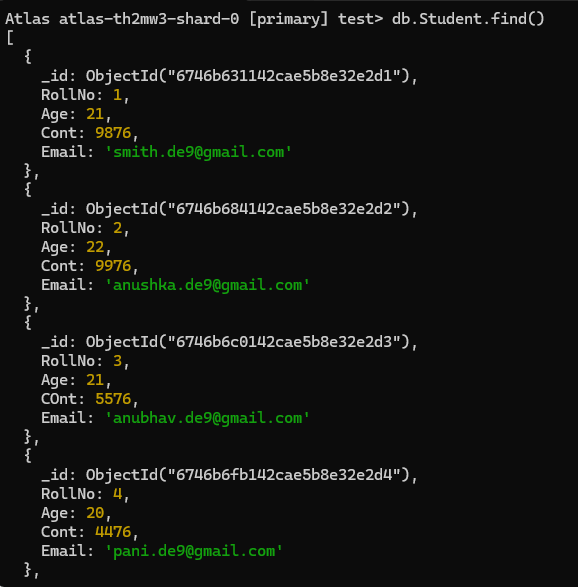 Atlas atlas-th2mw3-shard-0 [primary] test> db.Student.find()
[
  {
    _id: ObjectId("6746b631142cae5b8e32e2d1"),
    RollNo: 1,
    Age: 21,
    Cont: 9876,
    Email: 'smith.de9@gmail.com'
  },
  {
    _id: ObjectId("6746b684142cae5b8e32e2d2"),
    RollNo: 2,
    Age: 22,
    Cont: 9976,
    Email: 'anushka.de9@gmail.com'
  },
  {
    _id: ObjectId("6746b6c0142cae5b8e32e2d3"),
    RollNo: 3,
    Age: 21,
    COnt: 5576,
    Email: 'anubhav.de9@gmail.com'
  },
  {
    _id: ObjectId("6746b6fb142cae5b8e32e2d4"),
    RollNo: 4,
    Age: 20,
    Cont: 4476,
    Email: 'pani.de9@gmail.com'
  },